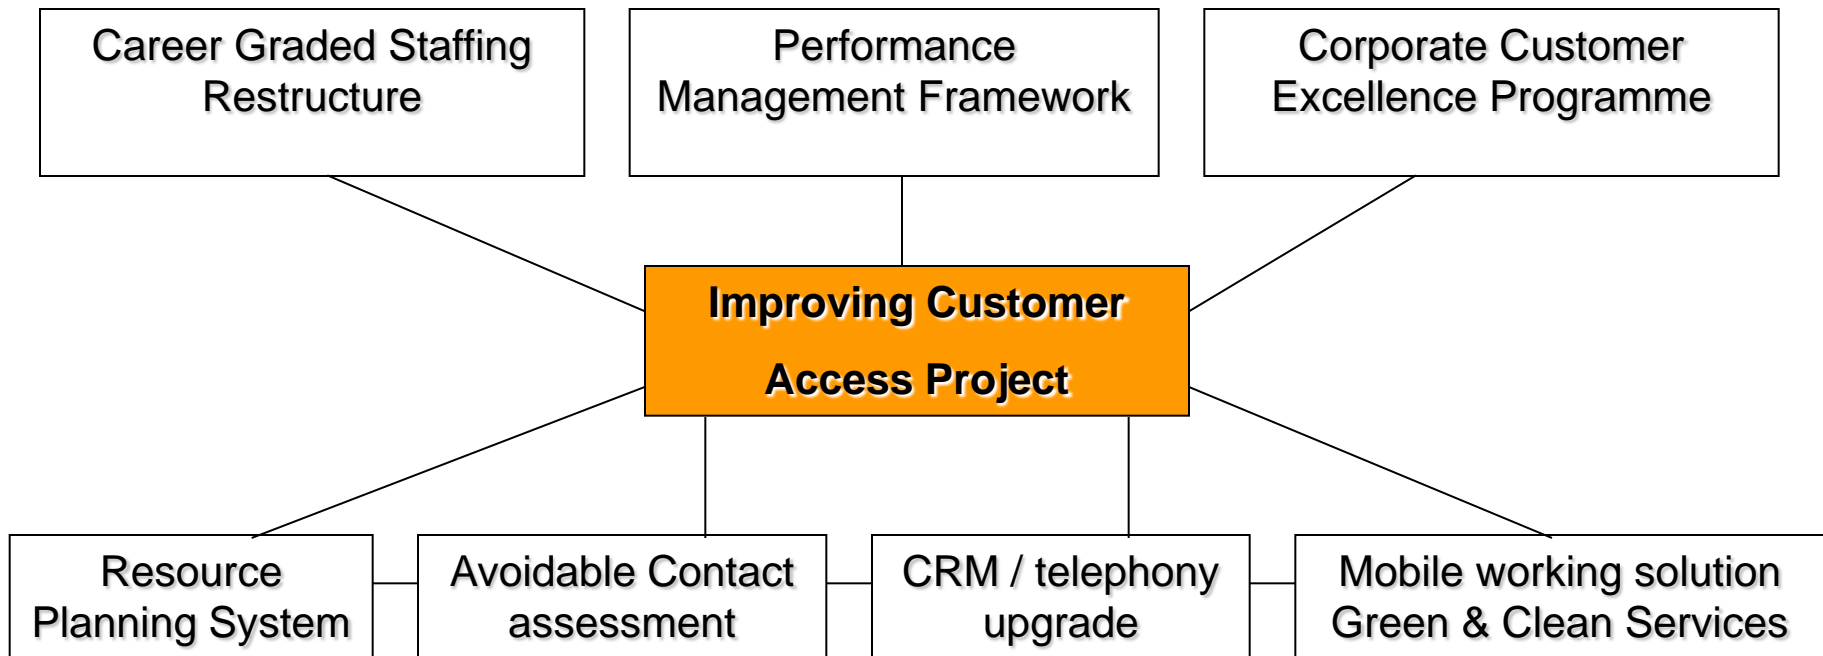 Career Graded Staffing
Restructure
Performance
Management Framework
Corporate Customer
Excellence Programme
Improving Customer
Access Project
Resource
Planning System
Avoidable Contact
assessment
CRM / telephony
upgrade
Mobile working solution
Green & Clean Services